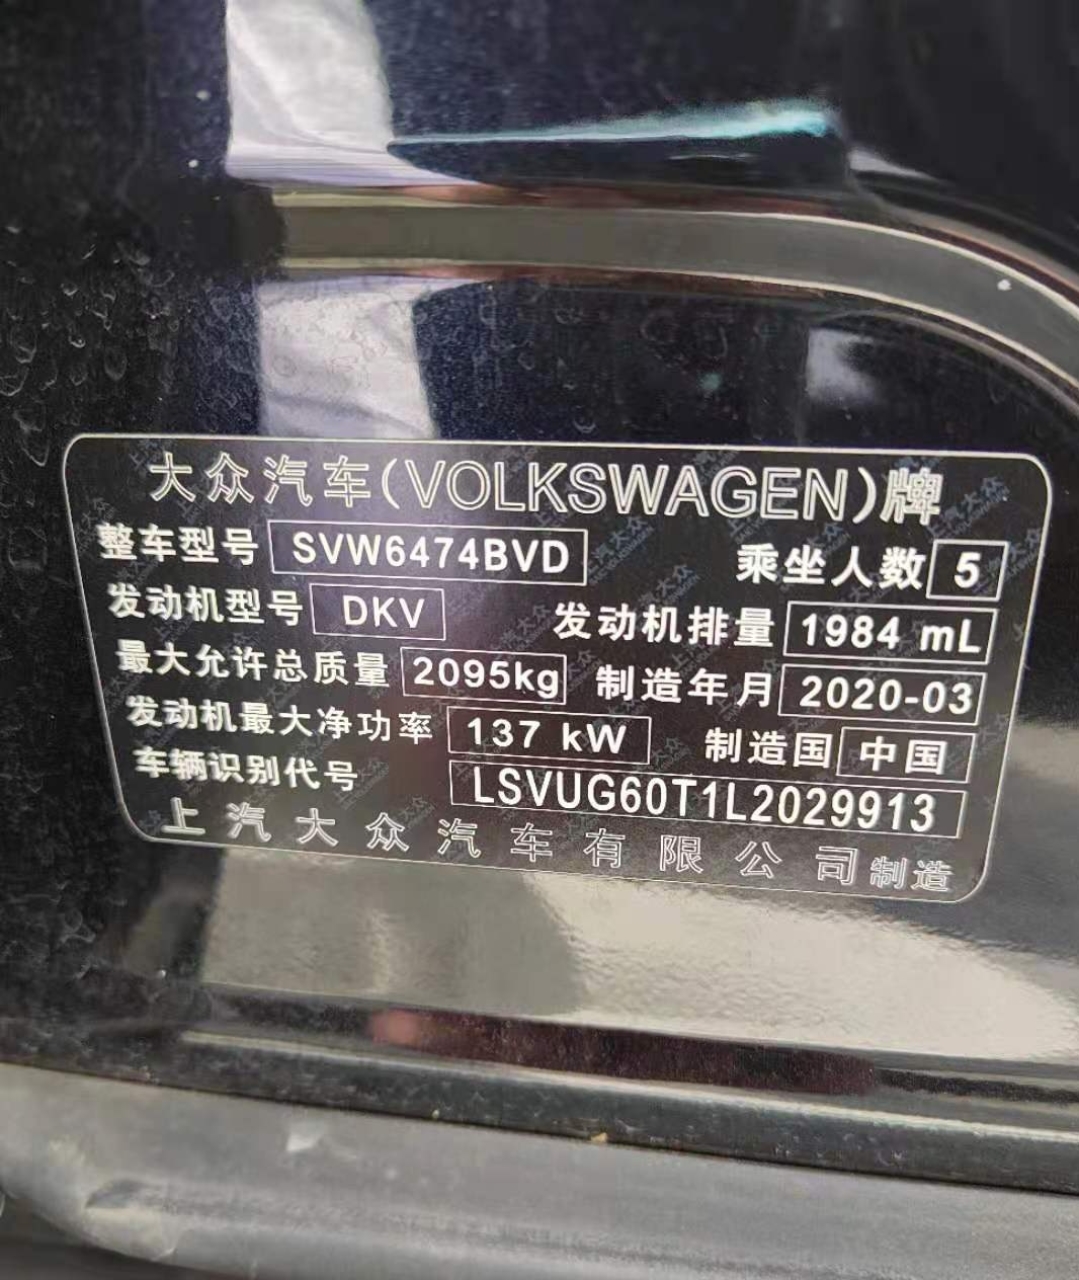 大众汽车(VOLKSWAGEN)牌
整车型号 SVW6474BVD 乘坐人数 5
发动机型号 DKV 发动机排量 1984 mL
最大允许总质量 2095kg 制造年月 2020-03
发动机最大净功率 137 kW 制造国 中国
车辆识别代号 LSVUG60T1L2029913
上汽大众汽车有限公司制造